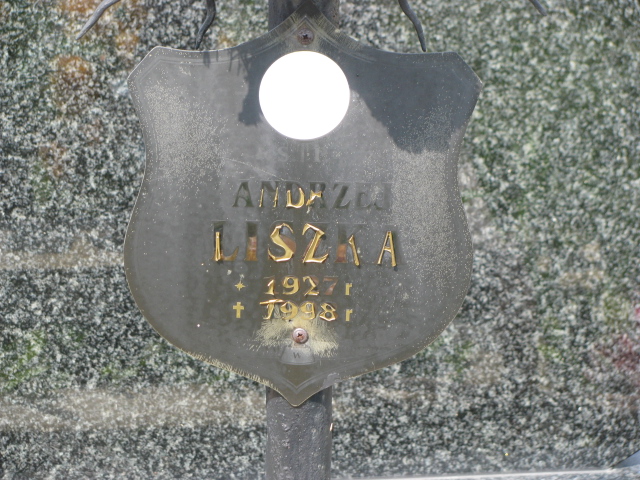 ANDRZEJ
LISZKA
* 1927 r
✝ 1998 r